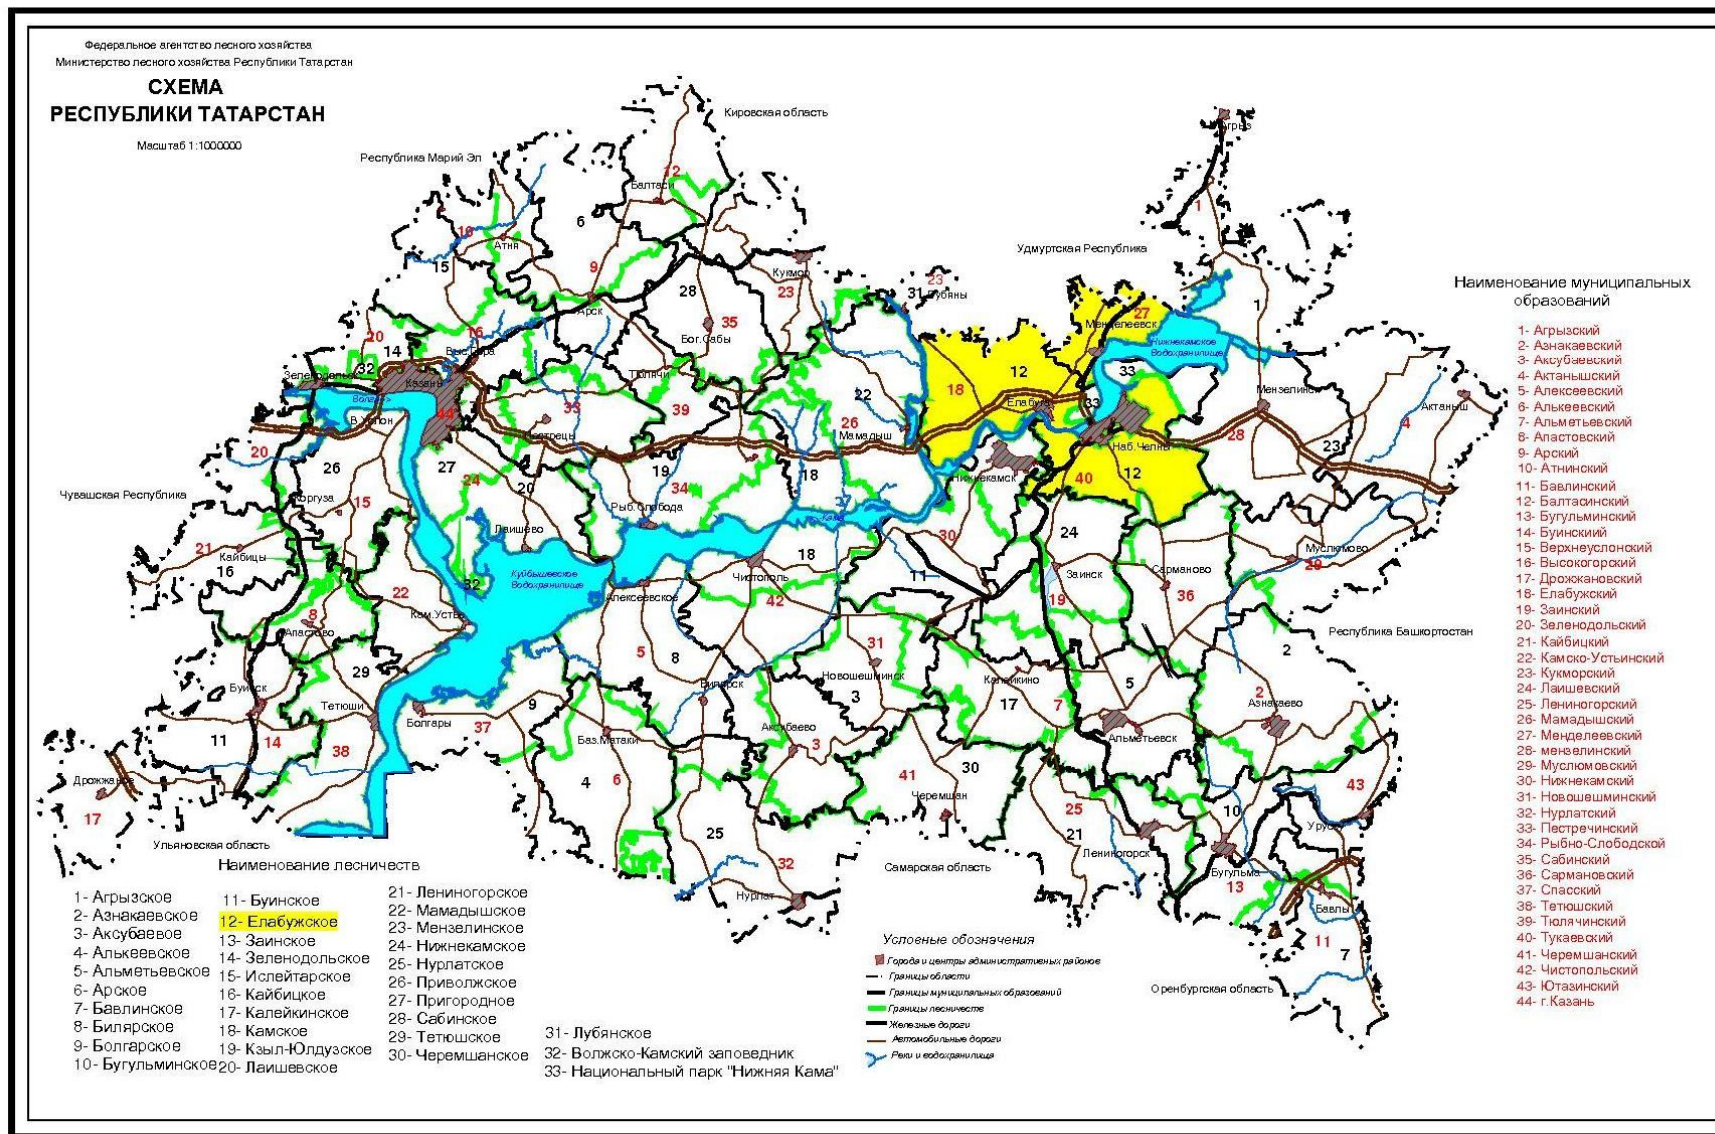 Федеральное агентство лесного хозяйства
Министерство лесного хозяйства Республики Татарстан
СХЕМА
РЕСПУБЛИКИ ТАТАРСТАН
Масштаб 1:1000000
Кировская область
Республика Марий Эл
Удмуртская Республика
Чувашская Республика
Республика Башкортостан
Ульяновская область
Самарская область
Оренбургская область
Балтаси
Атня
Кукмор
Арск
Бог.Сабы
Менделеевск
Нижнекамское
Водохранилище
Казань
В.Услон
Елабуга
Мамадыш
Наб.Челны
Актаныш
Нижнекамск
Рыб.Слобода
Лаишево
Кама
Кайбицы
Куйбышевское
Водохранилище
Чистополь
Заинск
Сарманово
Муслюмово
Алексеевское
Кам.Устье
Апастово
Новошешминск
Калейкино
Тетюши
Болгары
Билярск
Баз.Матаки
Аксубаево
Альметьевск
Азнакаево
Черемшан
Лениногорск
Бугульма
Нурлат
Бавлы
Наименование муниципальных
образований
1- Агрызский
2- Азнакаевский
3- Аксубаевский
4- Актанышский
5- Алексеевский
6- Алькеевский
7- Альметьевский
8- Апастовский
9- Арский
10- Атнинский
11- Бавлинский
12- Балтасинский
13- Бугульминский
14- Буинскиий
15- Верхнеуслонский
16- Высокогорский
17- Дрожжановский
18- Елабужский
19- Заинский
20- Зеленодольский
21- Кайбицкий
22- Камско-Устьинский
23- Кукморский
24- Лаишевский
25- Лениногорский
26- Мамадышский
27- Менделеевский
28- мензелинский
29- Муслюмовский
30- Нижнекамский
31- Новошешминский
32- Нурлатский
33- Пестречинский
34- Рыбно-Слободской
35- Сабинский
36- Сармановский
37- Спасский
38- Тетюшский
39- Тюлячинский
40- Тукаевский
41- Черемшанский
42- Чистопольский
43- Ютазинский
44- г.Казань
Наименование лесничеств
1- Агрызское
2- Азнакаевское
3- Аксубаевое
4- Алькеевское
5- Альметьевское
6- Арское
7- Бавлинское
8- Билярское
9- Болгарское
10- Бугульминское
11- Буинское
12- Елабужское
13- Заинское
14- Зеленодольское
15- Ислейтарское
16- Кайбицкое
17- Калейкинское
18- Камское
19- Кзыл-Юлдузское
20- Лаишевское
21- Лениногорское
22- Мамадышское
23- Мензелинское
24- Нижнекамское
25- Нурлатское
26- Приволжское
27- Пригородное
28- Сабинское
29- Тетюшское
30- Черемшанское
31- Лубянское
32- Волжско-Камский заповедник
33- Национальный парк "Нижняя Кама"
Условные обозначения
Города и центры административных районов
Границы области
Границы муниципальных образований
Границы лесничеств
Железные дороги
Автомобильные дороги
Реки и водохранилища